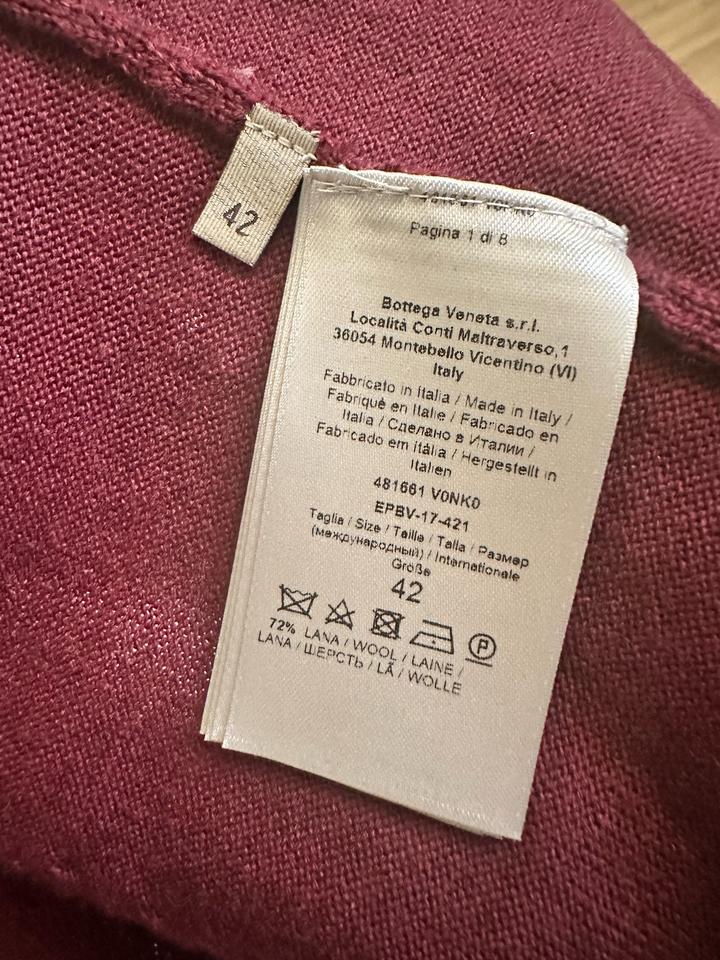 42
Pagina 1 di 8
Bottega Veneta s.r.l.
Località Conti Maltraverso,1
36054 Montebello Vicentino (VI)
Italy
Fabbricato in Italia / Made in Italy /
Fabriqué en Italie / Fabricado en
Italia / Сделано в Италии /
Fabricado em Itália / Hergestellt in
Italien
481661 V0NK0
EPBV-17-421
Taglia / Size / Taille / Talla / Размер
(международный) / Internationale
Größe
42
P
72% LANA / WOOL / LAINE /
LANA / ШЕРСТЬ / LÃ / WOLLE